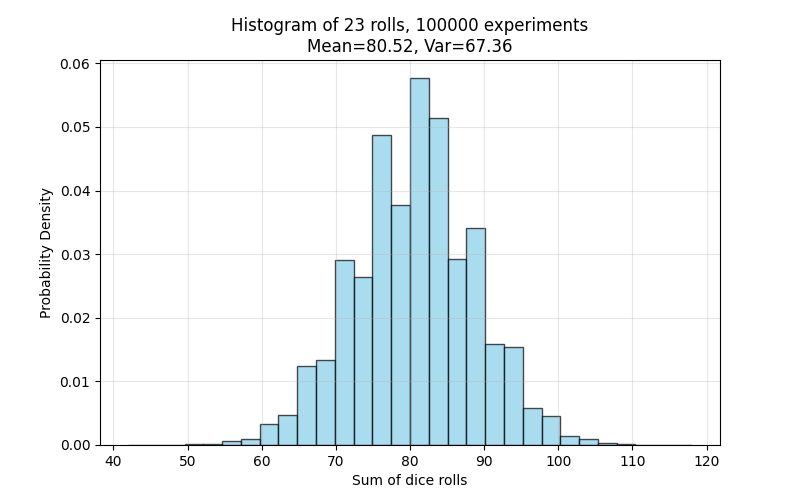 Histogram of 23 rolls, 100000 experiments
Mean=80.52, Var=67.36
Probability Density
0.06
0.05
0.04
0.03
0.02
0.01
0.00
40 50 60 70 80 90 100 110 120
Sum of dice rolls